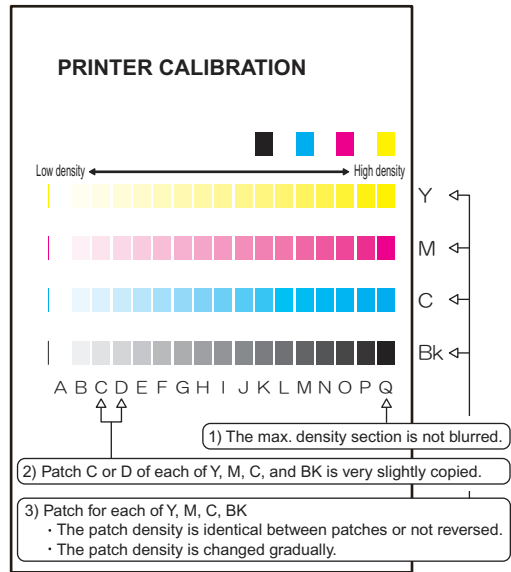 PRINTER CALIBRATION
Low density
High density
Y
M
C
Bk
A B C D E F G H I J K L M N O P Q
1) The max. density section is not blurred.
2) Patch C or D of each of Y, M, C, and BK is very slightly copied.
3) Patch for each of Y, M, C, BK
・The patch density is identical between patches or not reversed.
・The patch density is changed gradually.